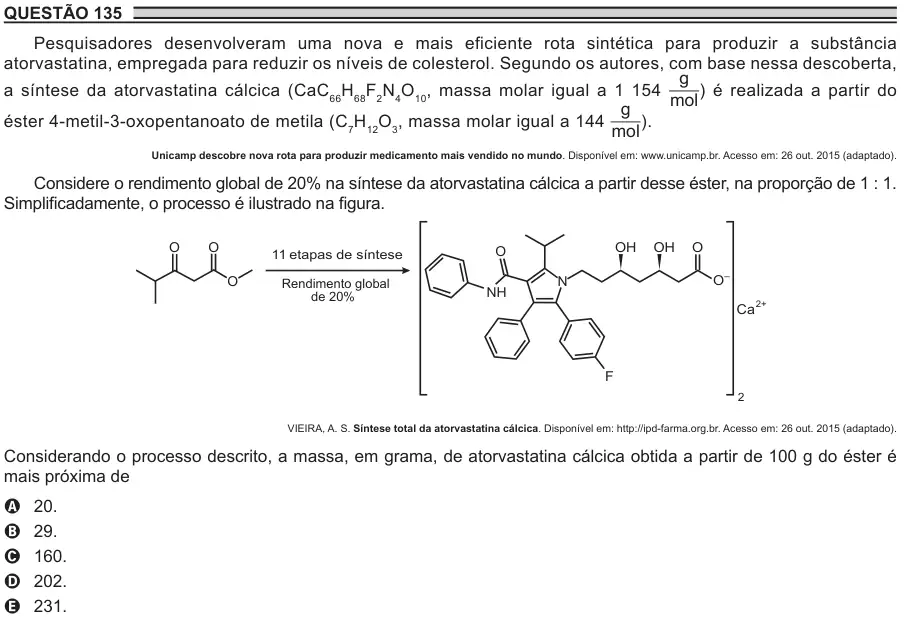 QUESTÃO 135
Pesquisadores desenvolveram uma nova e mais eficiente rota sintética para produzir a substância
atorvastatina, empregada para reduzir os níveis de colesterol. Segundo os autores, com base nessa descoberta,
a síntese da atorvastatina cálcica (CaC66H68F2N4O10, massa molar igual a 1 154 g/mol) é realizada a partir do
éster 4-metil-3-oxopentanoato de metila (C7H12O3, massa molar igual a 144 g/mol).
Unicamp descobre nova rota para produzir medicamento mais vendido no mundo. Disponível em: www.unicamp.br. Acesso em: 26 out. 2015 (adaptado).
Considere o rendimento global de 20% na síntese da atorvastatina cálcica a partir desse éster, na proporção de 1 : 1.
Simplificadamente, o processo é ilustrado na figura.
O O
O
11 etapas de síntese
Rendimento global
de 20%
O
NH
N
F
OH OH O
O−
Ca2+
2
VIEIRA, A. S. Síntese total da atorvastatina cálcica. Disponível em: http://ipd-farma.org.br. Acesso em: 26 out. 2015 (adaptado).
Considerando o processo descrito, a massa, em grama, de atorvastatina cálcica obtida a partir de 100 g do éster é
mais próxima de
A 20.
B 29.
C 160.
D 202.
E 231.